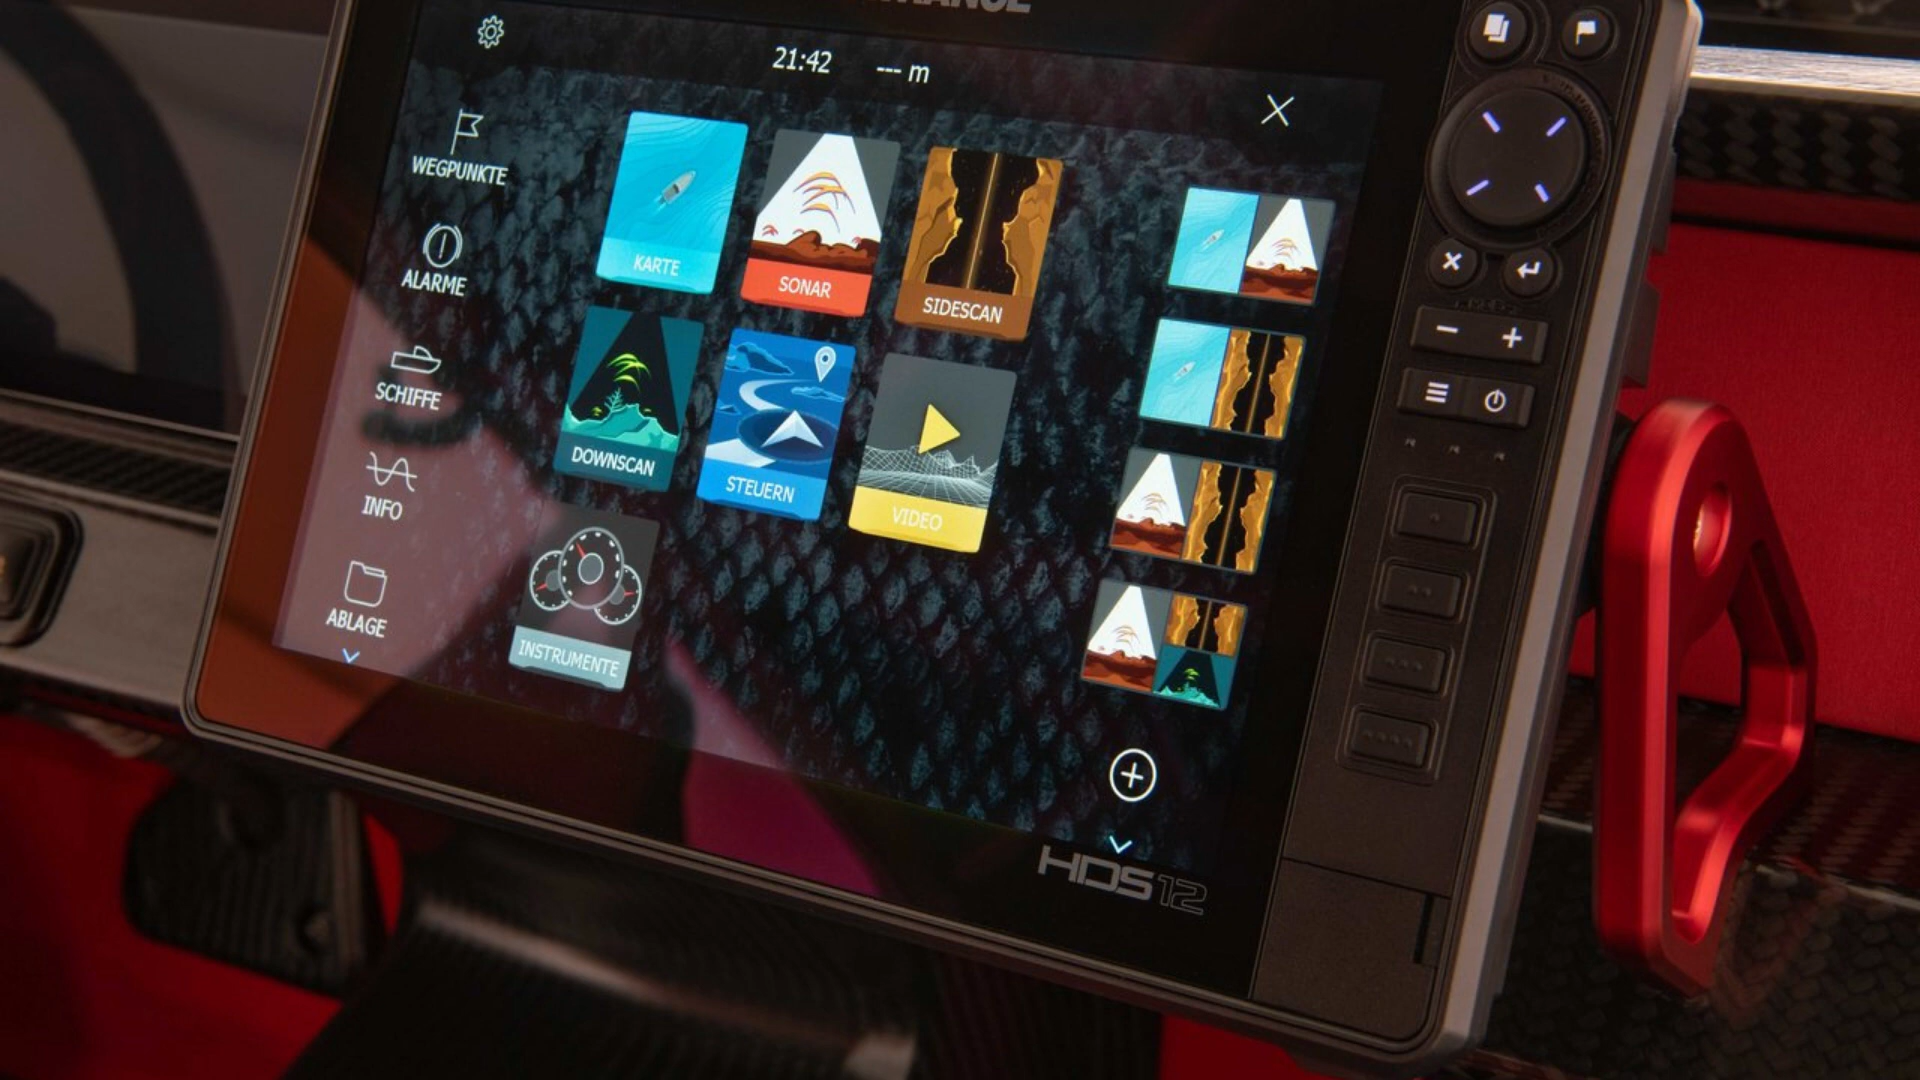 21:42 --- m
WEGPUNKTE
ALARME
SCHIFFE
INFO
ABLAGE
KARTE
SONAR
SIDESCAN
DOWNSCAN
STEUERN
VIDEO
INSTRUMENTE
HDS12